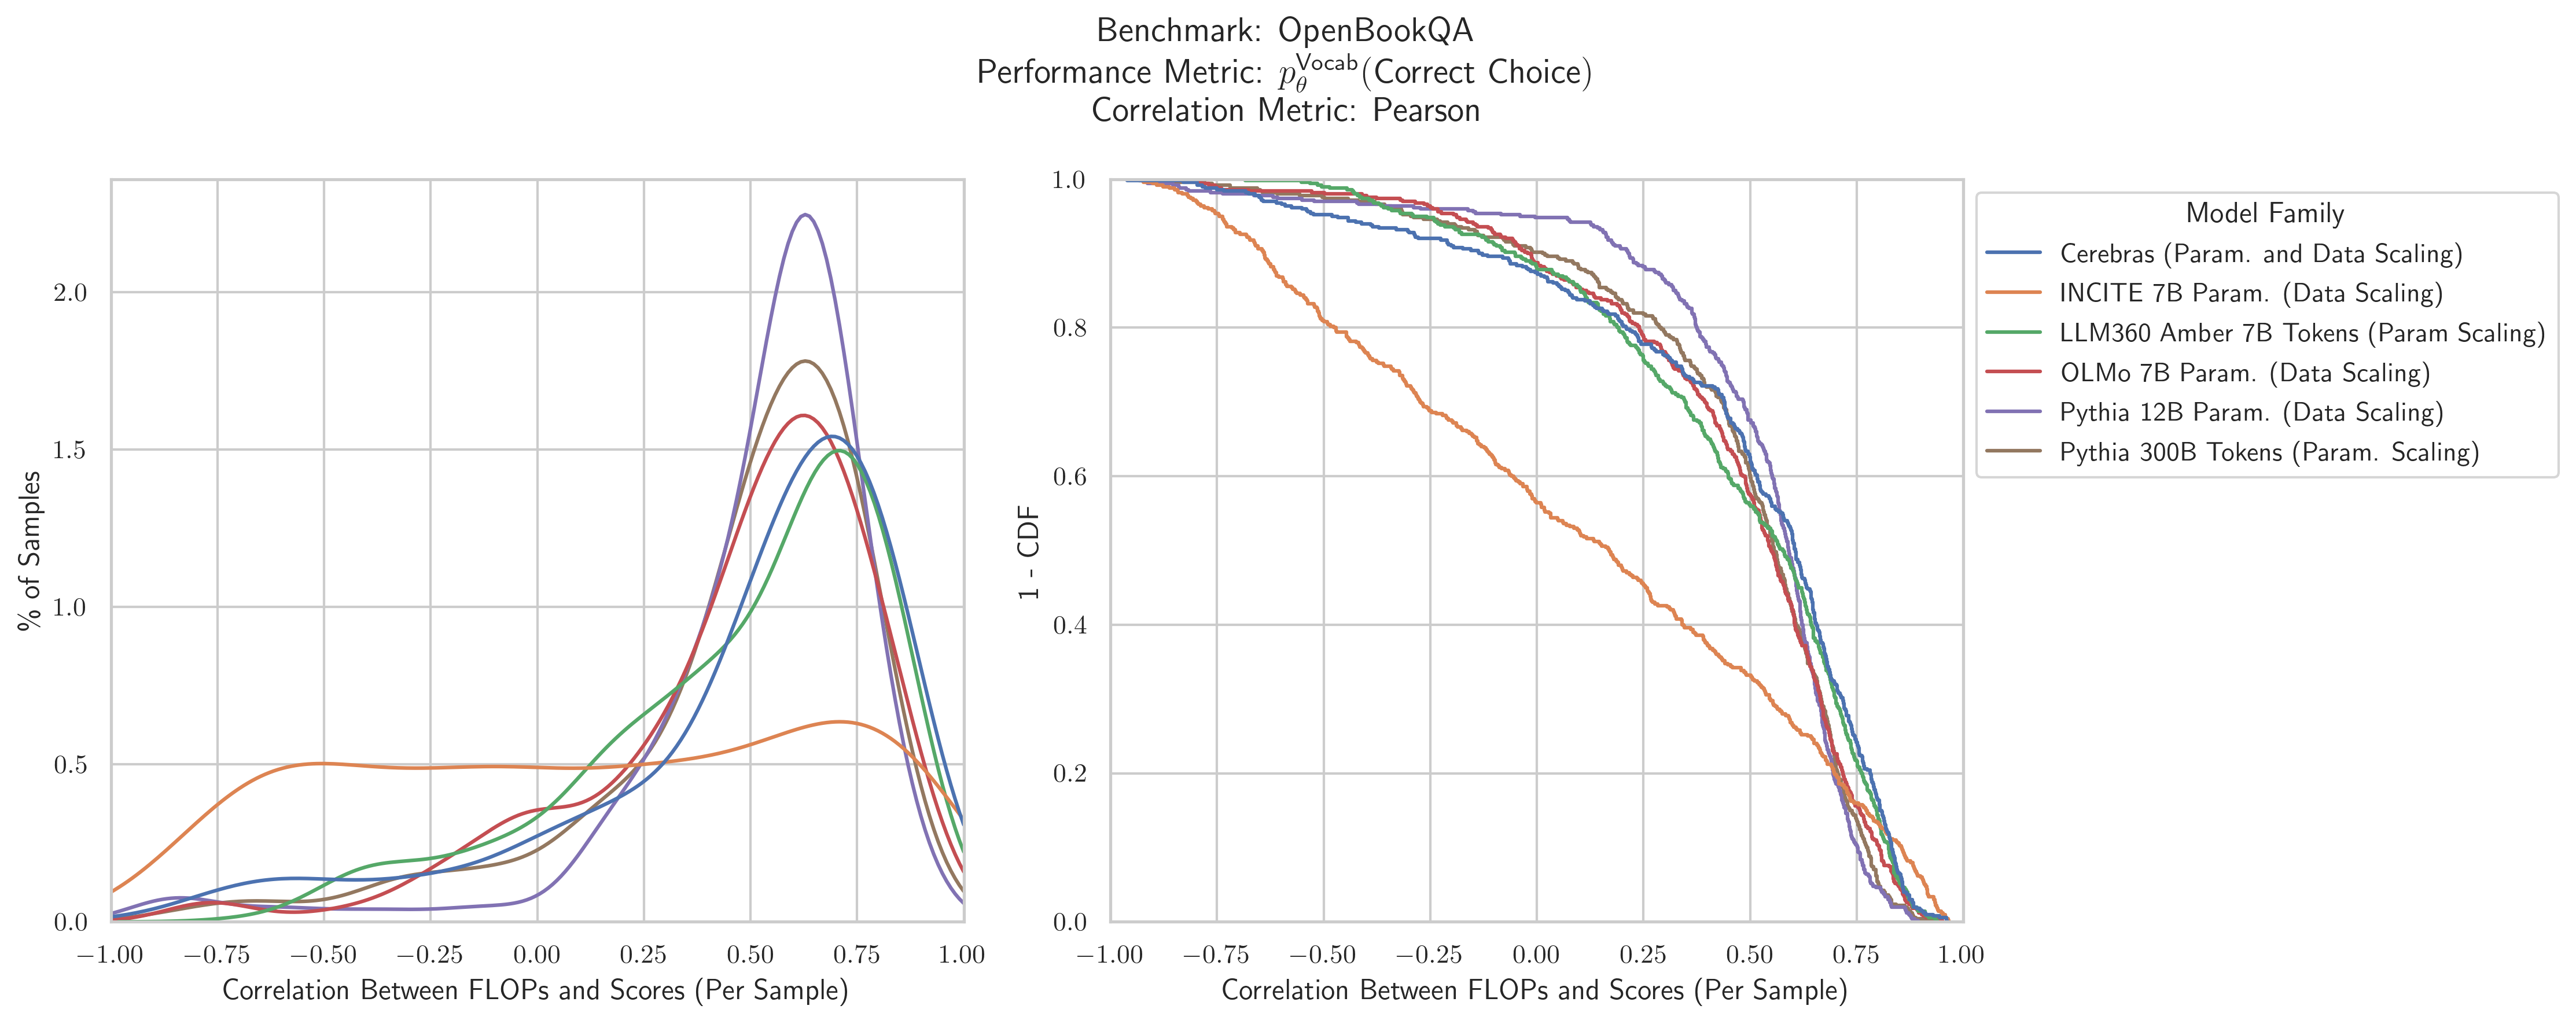 Benchmark: OpenBookQA
Performance Metric: $p_{\theta}^{\text{Vocab}}$(Correct Choice)
Correlation Metric: Pearson
% of Samples
2.0
1.5
1.0
0.5
0.0
−1.00 −0.75 −0.50 −0.25 0.00 0.25 0.50 0.75 1.00
Correlation Between FLOPs and Scores (Per Sample)
1 - CDF
1.0
0.8
0.6
0.4
0.2
0.0
−1.00 −0.75 −0.50 −0.25 0.00 0.25 0.50 0.75 1.00
Correlation Between FLOPs and Scores (Per Sample)
Model Family
Cerebras (Param. and Data Scaling)
INCITE 7B Param. (Data Scaling)
LLM360 Amber 7B Tokens (Param Scaling)
OLMo 7B Param. (Data Scaling)
Pythia 12B Param. (Data Scaling)
Pythia 300B Tokens (Param. Scaling)